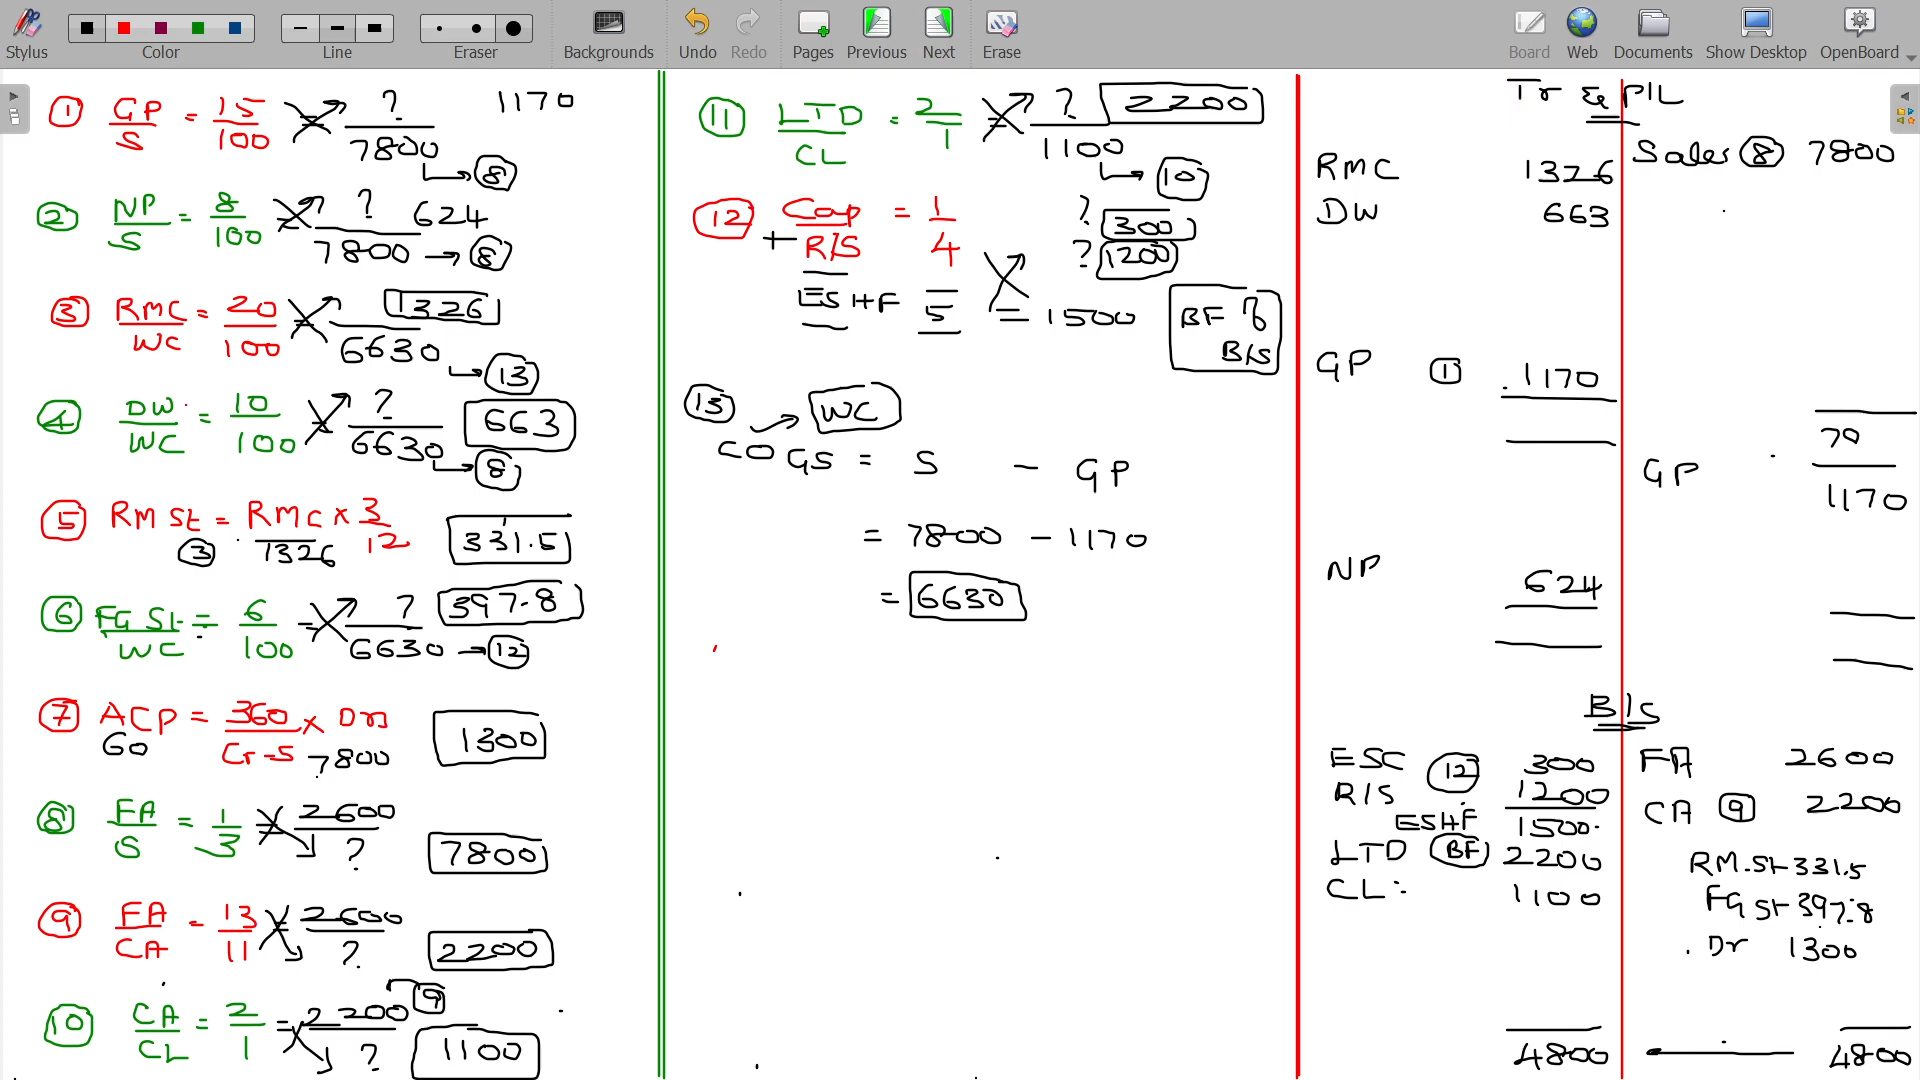 Stylus Color Line Eraser Backgrounds Undo Redo Pages Previous Next Erase Board Web Documents Show Desktop OpenBoard
① GP/S = 15/100 = ?/7800 1170
→ ⑧
② NP/S = 8/100 = ?/7800 624
→ ⑧
③ RMC/WC = 20/100 = 1326/6630
→ ⑬
④ DW/WC = 10/100 = ?/6630 663
→ ⑧
⑤ RM St = RMC × 3/12 331.5
③ 1326
⑥ FG St/WC = 6/100 = ?/6630 397.8
→ ⑫
⑦ ACP = 360/Cr-S × Drs 1300
60 7800
⑧ FA/S = 1/3 = 2600/? 7800
⑨ FA/CA = 13/11 = 2600/? 2200
⑩ CA/CL = 2/1 = 2200/? 1100
⑨
⑪ LTD/CL = 2/1 = ?/1100 2200
→ ⑩
⑫ Cap/R/S = 1/4 ? 300
+ ? 1200
ESHF 5 = 1500
BF &
B/S
⑬ WC
COGS = S - GP
= 7800 - 1170
= 6630
Tr & P/L
RMC 1326 Sales ⑧ 7800
DW 663
GP ① 1170
78
GP 1170
NP 624
B/S
ESC ⑫ 300 FA 2600
R/S 1200 CA ⑨ 2200
ESHF 1500
LTD BF 2200 RM.St 331.5
CL 1100 FG St 397.8
Dr 1300
4800 4800